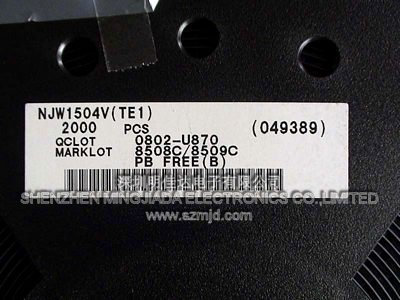 NJW1504V(TE1)
2000 PCS (049389)
QCLOT 0802-U870
MARKLOT 8508C/8509C
PB FREE(B)
深圳明佳达电子有限公司
SHENZHEN MINGJIADA ELECTRONICS CO.,LIMITED
www.szmjd.com